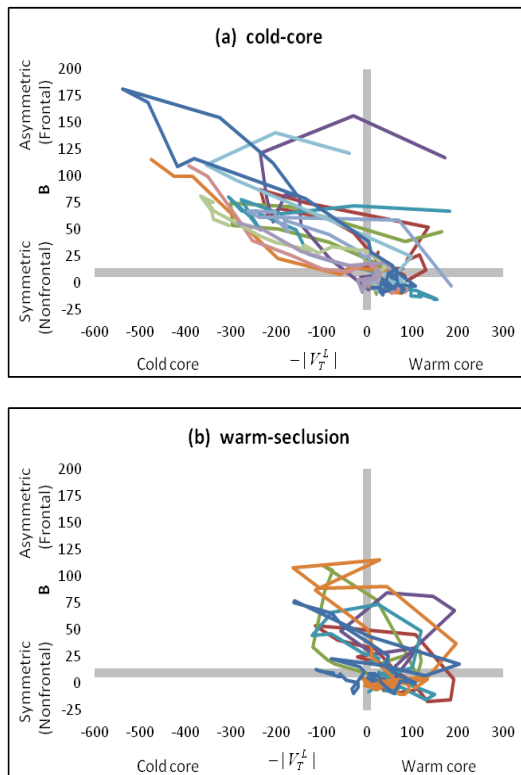 (a) cold-core
200
175
150
125
100
75
50
25
0
-25
Asymmetric
(Frontal)
B
Symmetric
(Nonfrontal)
-600 -500 -400 -300 -200 -100 0 100 200 300
Cold core −|V_T^L| Warm core
(b) warm-seclusion
200
175
150
125
100
75
50
25
0
-25
Asymmetric
(Frontal)
B
Symmetric
(Nonfrontal)
-600 -500 -400 -300 -200 -100 0 100 200 300
Cold core −|V_T^L| Warm core